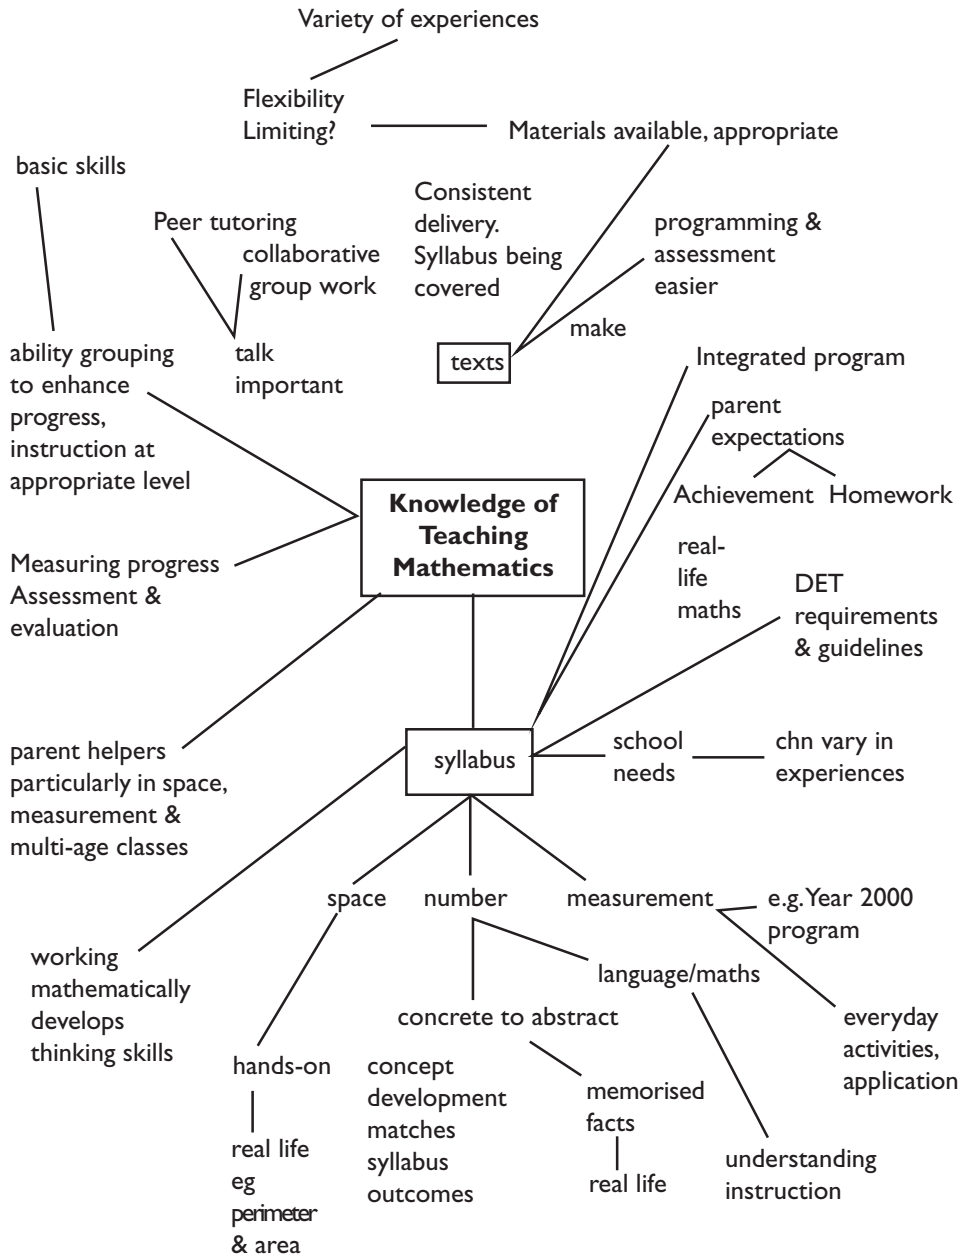 Variety of experiences
Flexibility
Limiting?
Materials available, appropriate
basic skills
Peer tutoring
collaborative
group work
talk
important
Consistent
delivery.
Syllabus being
covered
programming &
assessment
easier
make
texts
ability grouping
to enhance
progress,
instruction at
appropriate level
Integrated program
parent
expectations
Achievement
Homework
Knowledge of
Teaching
Mathematics
real-
life
maths
Measuring progress
Assessment &
evaluation
DET
requirements
& guidelines
parent helpers
particularly in space,
measurement &
multi-age classes
syllabus
school
needs
chn vary in
experiences
space
number
measurement
e.g. Year 2000
program
working
mathematically
develops
thinking skills
language/maths
concrete to abstract
everyday
activities,
application
hands-on
concept
development
matches
syllabus
outcomes
memorised
facts
real life
real life
eg
perimeter
& area
understanding
instruction